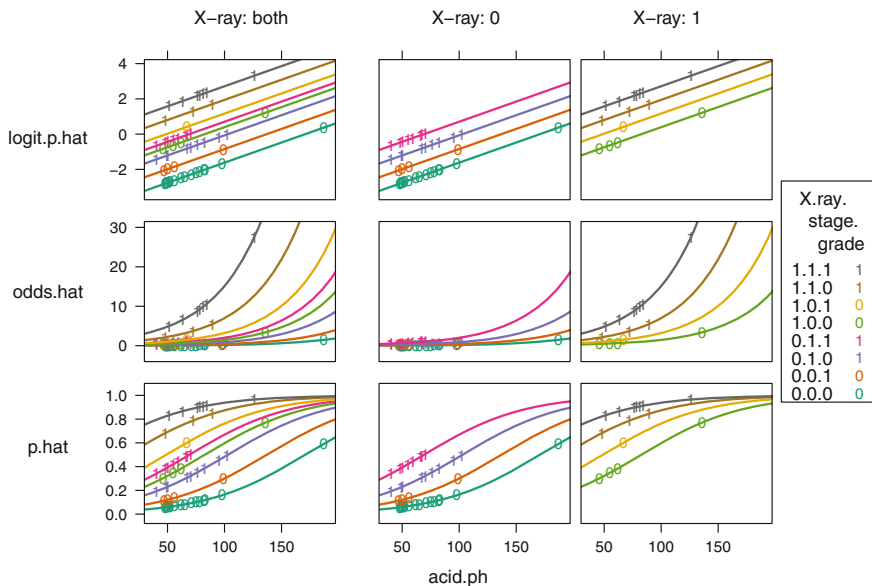 X-ray: both X-ray: 0 X-ray: 1
4
2
logit.p.hat 0
−2
30
20
odds.hat
10
0
1.0
0.8
p.hat 0.6
0.4
0.2
0.0
50 100 150 50 100 150 50 100 150
acid.ph
X.ray.
stage.
grade
1.1.1 1
1.1.0 1
1.0.1 0
1.0.0 0
0.1.1 1
0.1.0 1
0.0.1 0
0.0.0 0